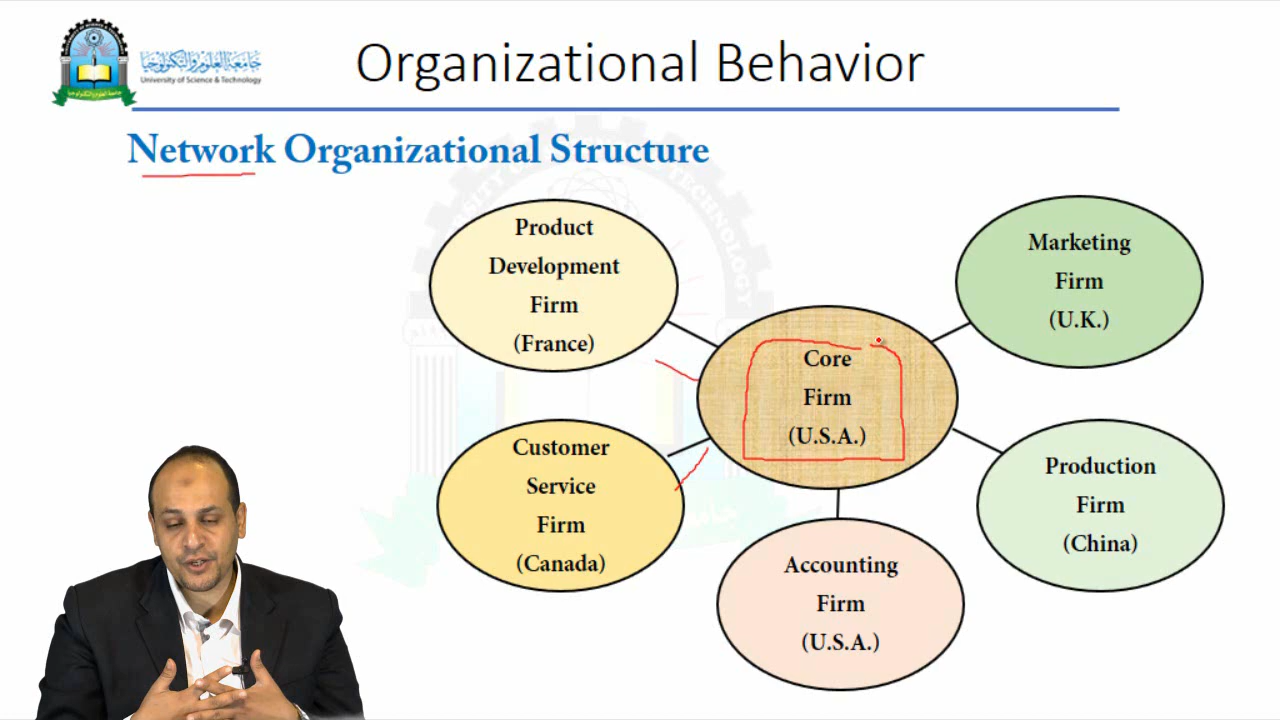 جامعة العلوم والتكنولوجيا
University of Science & Technology
Organizational Behavior
Network Organizational Structure
Product
Development
Firm
(France)
Marketing
Firm
(U.K.)
Core
Firm
(U.S.A.)
Customer
Service
Firm
(Canada)
Production
Firm
(China)
Accounting
Firm
(U.S.A.)